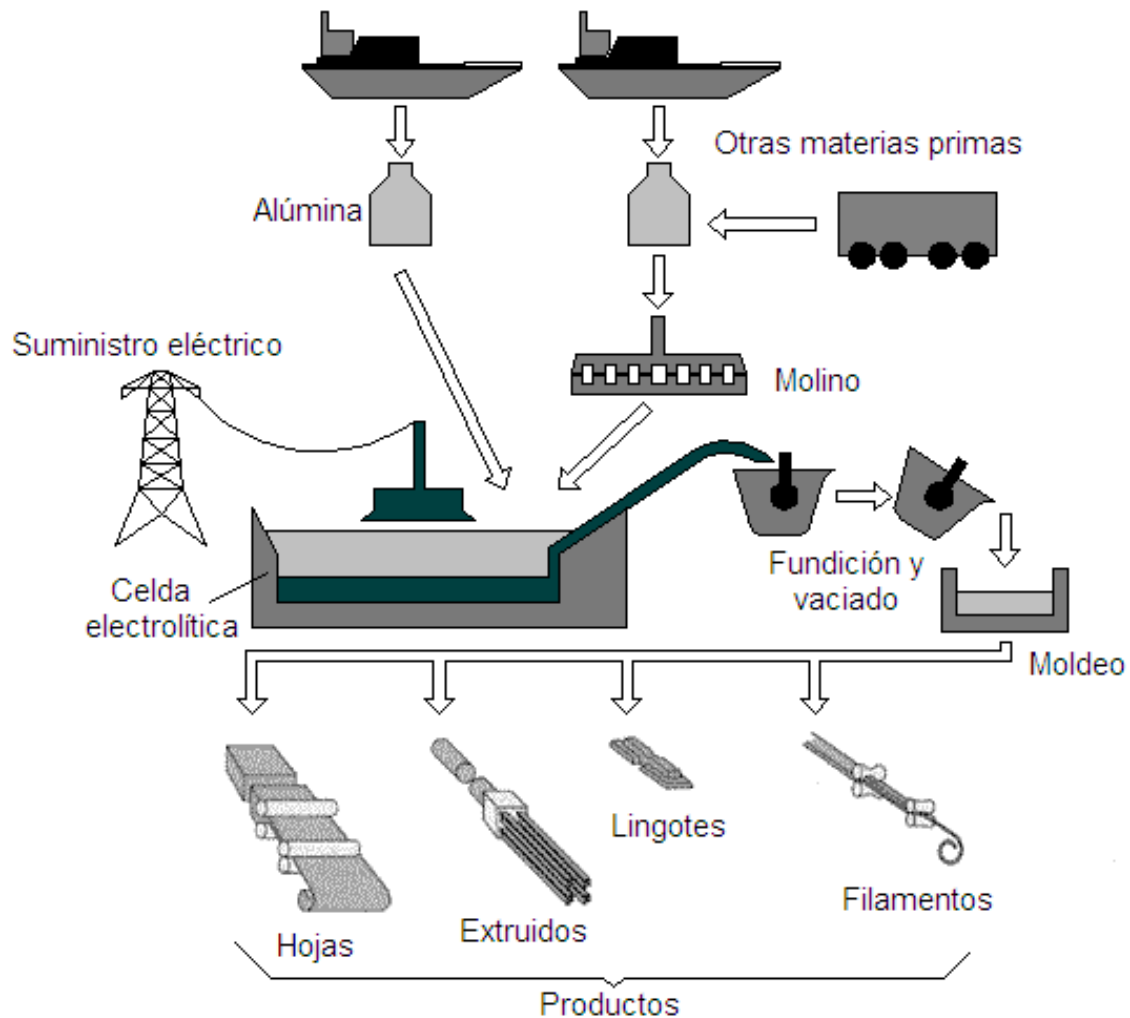 Otras materias primas
Alúmina
Suministro eléctrico
Molino
Celda
electrolítica
Fundición y
vaciado
Moldeo
Hojas
Extruidos
Lingotes
Filamentos
Productos